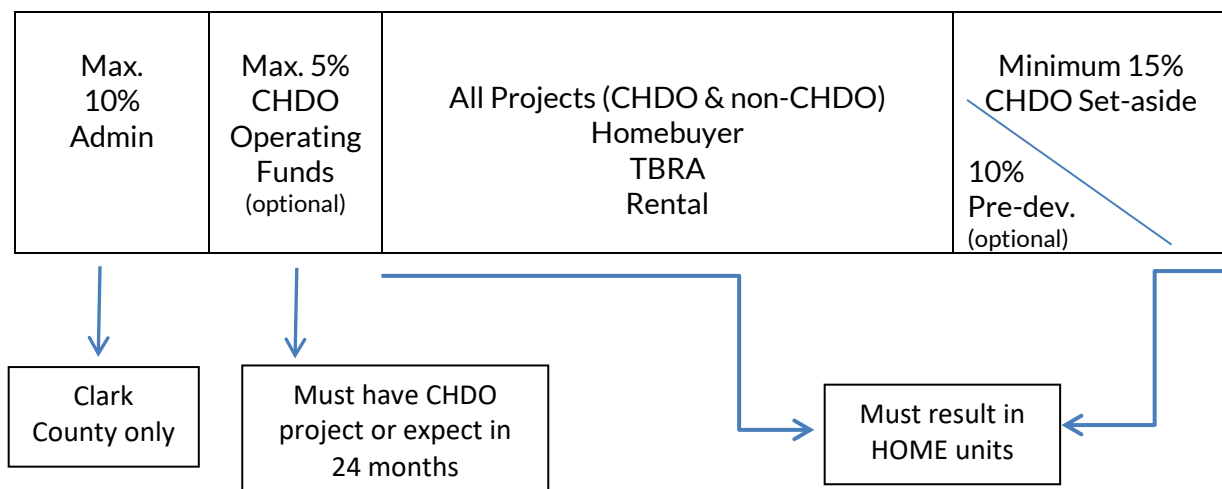 Max.
10%
Admin
Max. 5%
CHDO
Operating
Funds
(optional)
All Projects (CHDO & non-CHDO)
Homebuyer
TBRA
Rental
Minimum 15%
CHDO Set-aside
10%
Pre-dev.
(optional)
Clark
County only
Must have CHDO
project or expect in
24 months
Must result in
HOME units